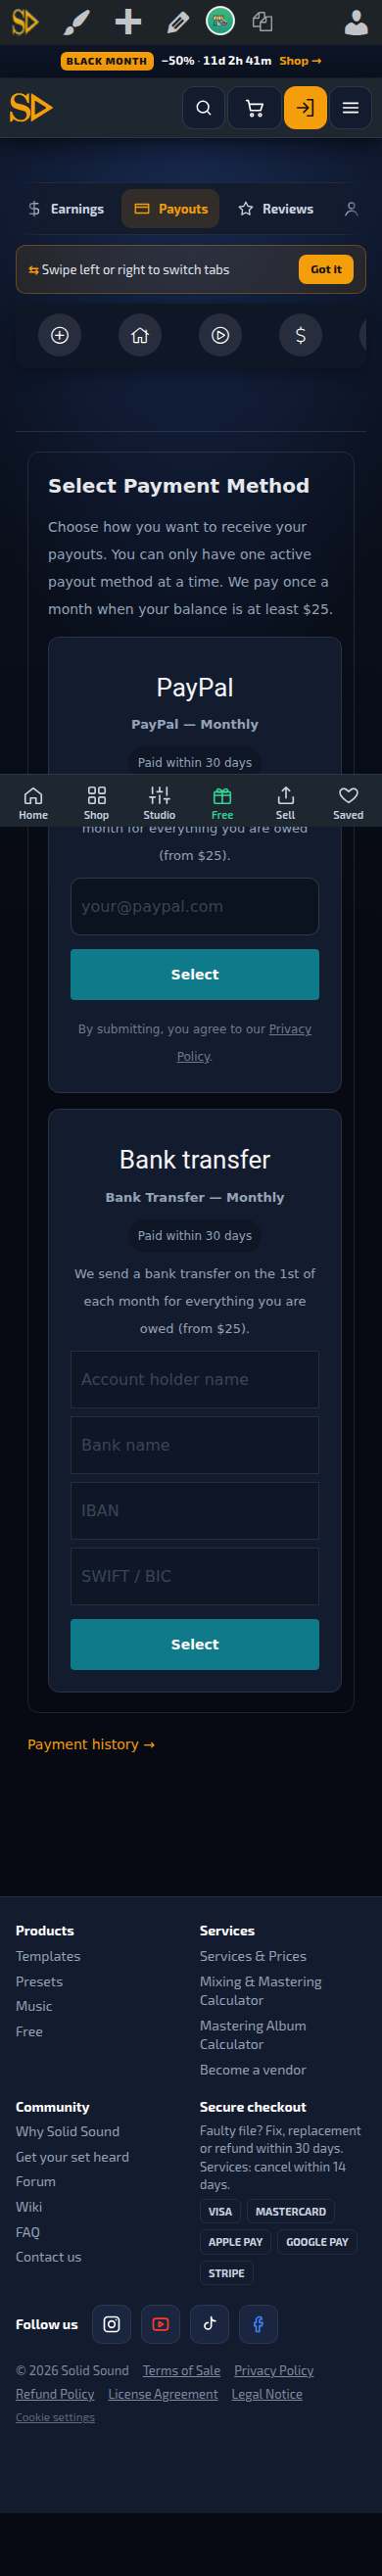 BLACK MONTH −50% · 11d 2h 41m Shop →
Earnings Payouts Reviews
⇆ Swipe left or right to switch tabs Got it
Select Payment Method
Choose how you want to receive your
payouts. You can only have one active
payout method at a time. We pay once a
month when your balance is at least $25.
PayPal
PayPal — Monthly
Paid within 30 days
Home Shop Studio Free Sell Saved
month for everything you owed
(from $25).
your@paypal.com
Select
By submitting, you agree to our Privacy
Policy.
Bank transfer
Bank Transfer — Monthly
Paid within 30 days
We send a bank transfer on the 1st of
each month for everything you are
owed (from $25).
Account holder name
Bank name
IBAN
SWIFT / BIC
Select
Payment history →
Products
Templates
Presets
Music
Free
Services
Services & Prices
Mixing & Mastering
Calculator
Mastering Album
Calculator
Become a vendor
Community
Why Solid Sound
Get your set heard
Forum
Wiki
FAQ
Contact us
Secure checkout
Faulty file? Fix, replacement
or refund within 30 days.
Services: cancel within 14
days.
VISA MASTERCARD
APPLE PAY GOOGLE PAY
STRIPE
Follow us
© 2026 Solid Sound Terms of Sale Privacy Policy
Refund Policy License Agreement Legal Notice
Cookie settings